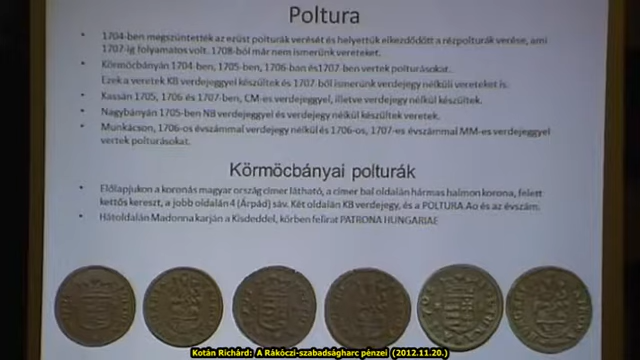 Poltura
• 1704-ben megszüntették az ezüst polturák verését és helyettük elkezdődött a rézpolturák verése, ami
1707-ig folyamatos volt. 1708-ból már nem ismerünk vereteket.
• Körmöcbányán 1704-ben, 1705-ben, 1706-ban és1707-ben vertek polturásokat.
Ezek a veretek KB verdejeggyel készültek és 1707-ből ismerünk verdejegy nélküli vereteket is.
• Kassán 1705, 1706 és 1707-ben, CM-es verdejeggyel, illetve verdejegy nélkül készültek.
• Nagybányán 1705-ben NB verdejeggyel és verdejegy nélkül készültek veretek.
• Munkácson, 1706-os évszámmal verdejegy nélkül és 1706-os, 1707-es évszámmal MM-es verdejeggyel
vertek polturásokat.
Körmöcbányai polturák
• Előlapjukon a koronás magyar ország címer látható, a címer bal oldalán hármas halmon korona, felett
kettős kereszt, a jobb oldalán 4 (Árpád) sáv. Két oldalán KB verdejegy, és a POLTURA.Ao és az évszám.
• Hátoldalán Madonna karján a Kisdeddel, körben felirat PATRONA HUNGARIAE
Kotán Richárd: A Rákóczi-szabadságharc pénzei (2012.11.20.)